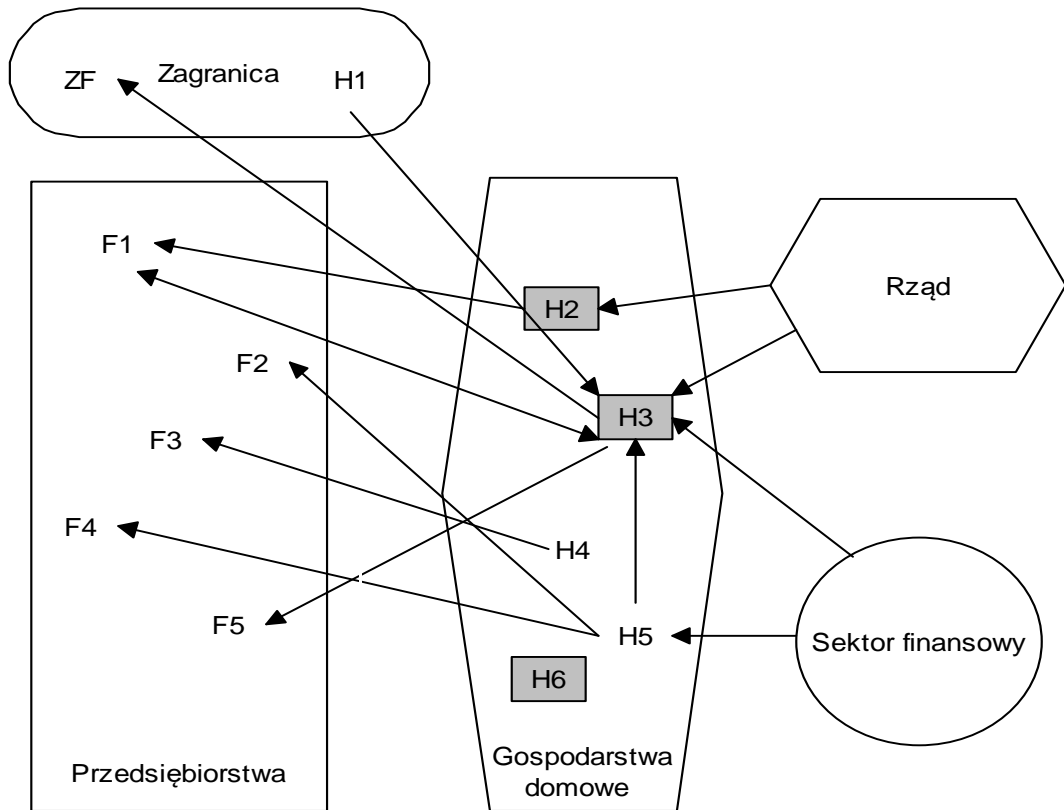 ZF
Zagranica
H1
F1
H2
Rząd
F2
H3
F3
F4
H4
F5
H5
Sektor finansowy
H6
Przedsiębiorstwa
Gospodarstwa
domowe